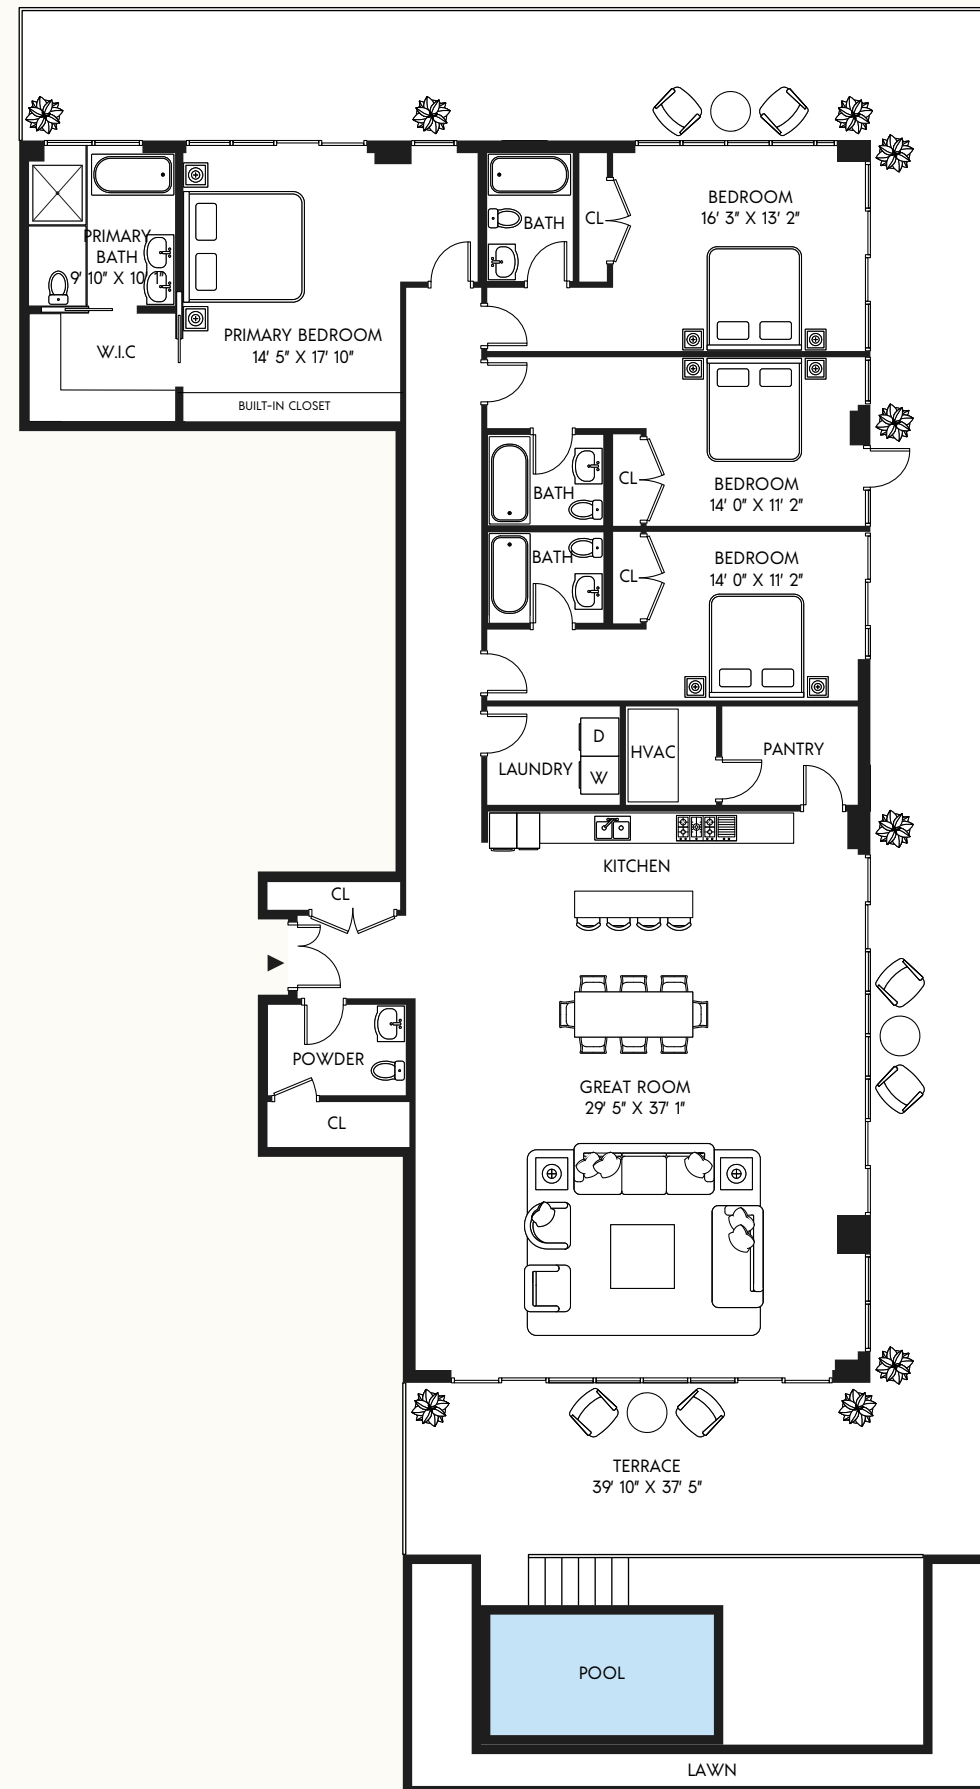 BEDROOM
16' 3" X 13' 2"
BATH
CL
PRIMARY
BATH
9' 10" X 10' 1"
PRIMARY BEDROOM
14' 5" X 17' 10"
W.I.C
BUILT-IN CLOSET
CL
BATH
BEDROOM
14' 0" X 11' 2"
BATH
CL
BEDROOM
14' 0" X 11' 2"
D
W
LAUNDRY
HVAC
PANTRY
KITCHEN
CL
POWDER
CL
GREAT ROOM
29' 5" X 37' 1"
TERRACE
39' 10" X 37' 5"
POOL
LAWN